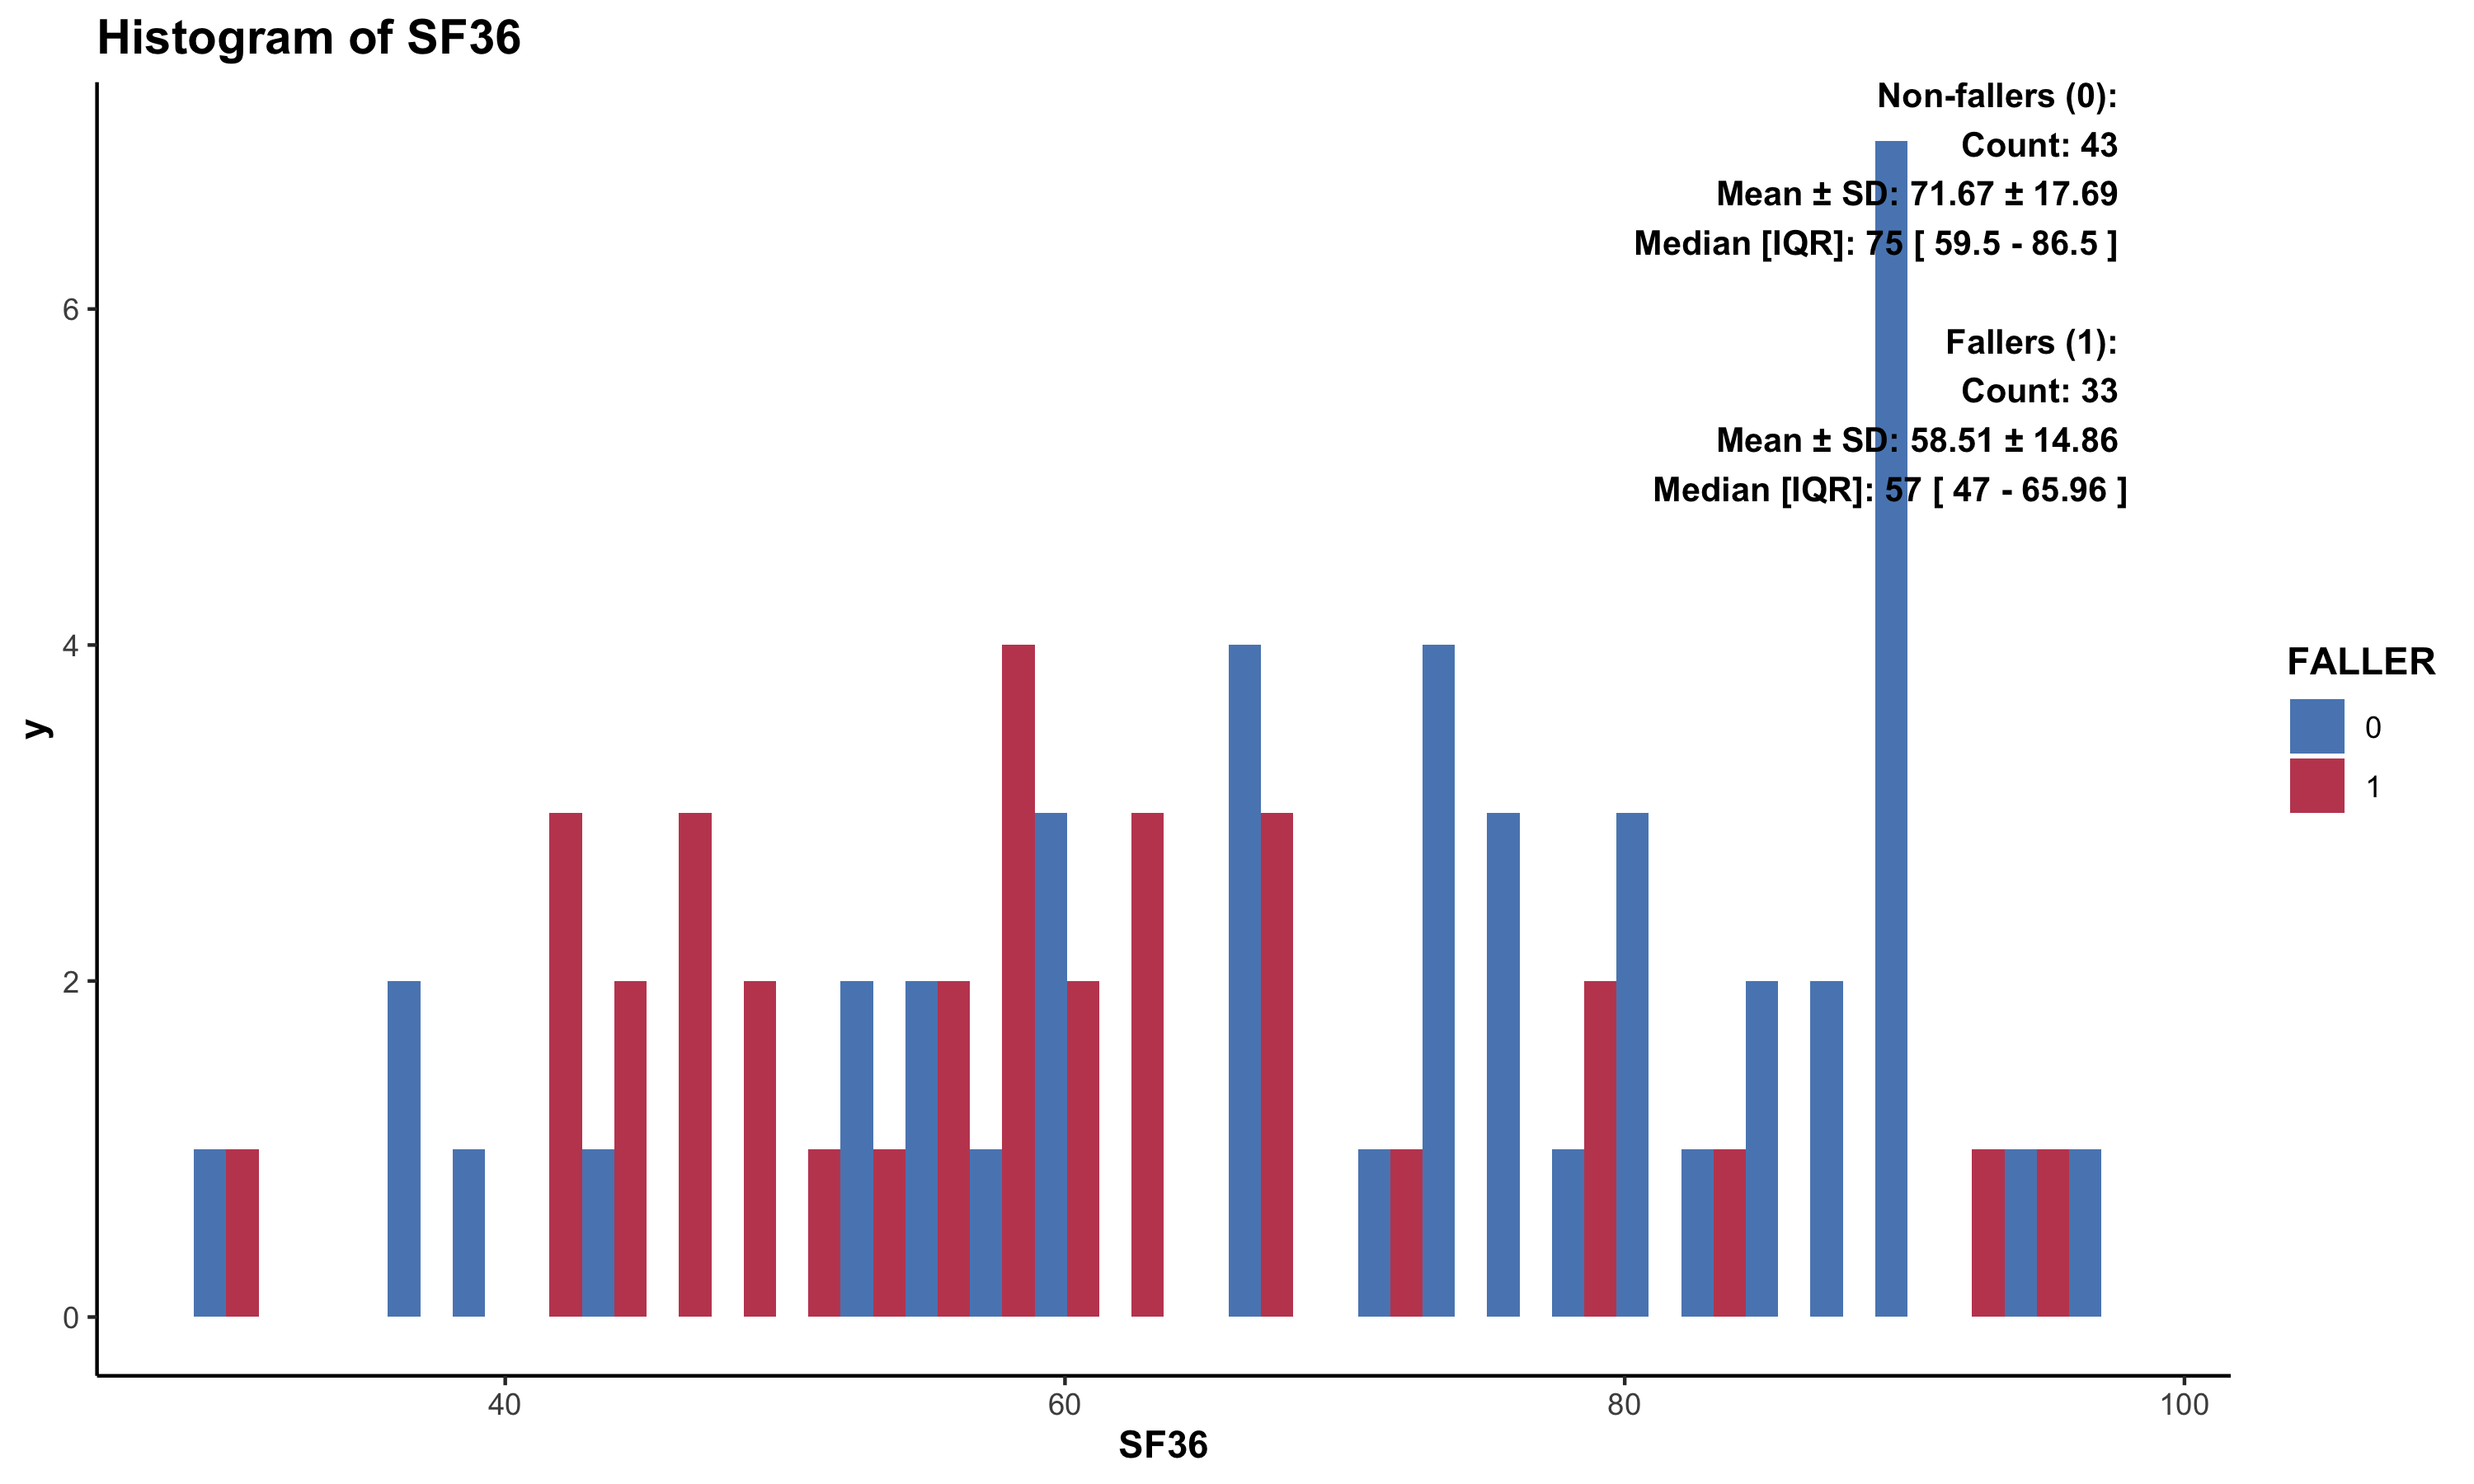 Histogram of SF36
Non-fallers (0):
Count: 43
Mean ± SD: 71.67 ± 17.69
Median [IQR]: 75 [ 59.5 - 86.5 ]
Fallers (1):
Count: 33
Mean ± SD: 58.51 ± 14.86
Median [IQR]: 57 [ 47 - 65.96 ]
6
4
2
0
y
40
60
80
100
SF36
FALLER
0
1